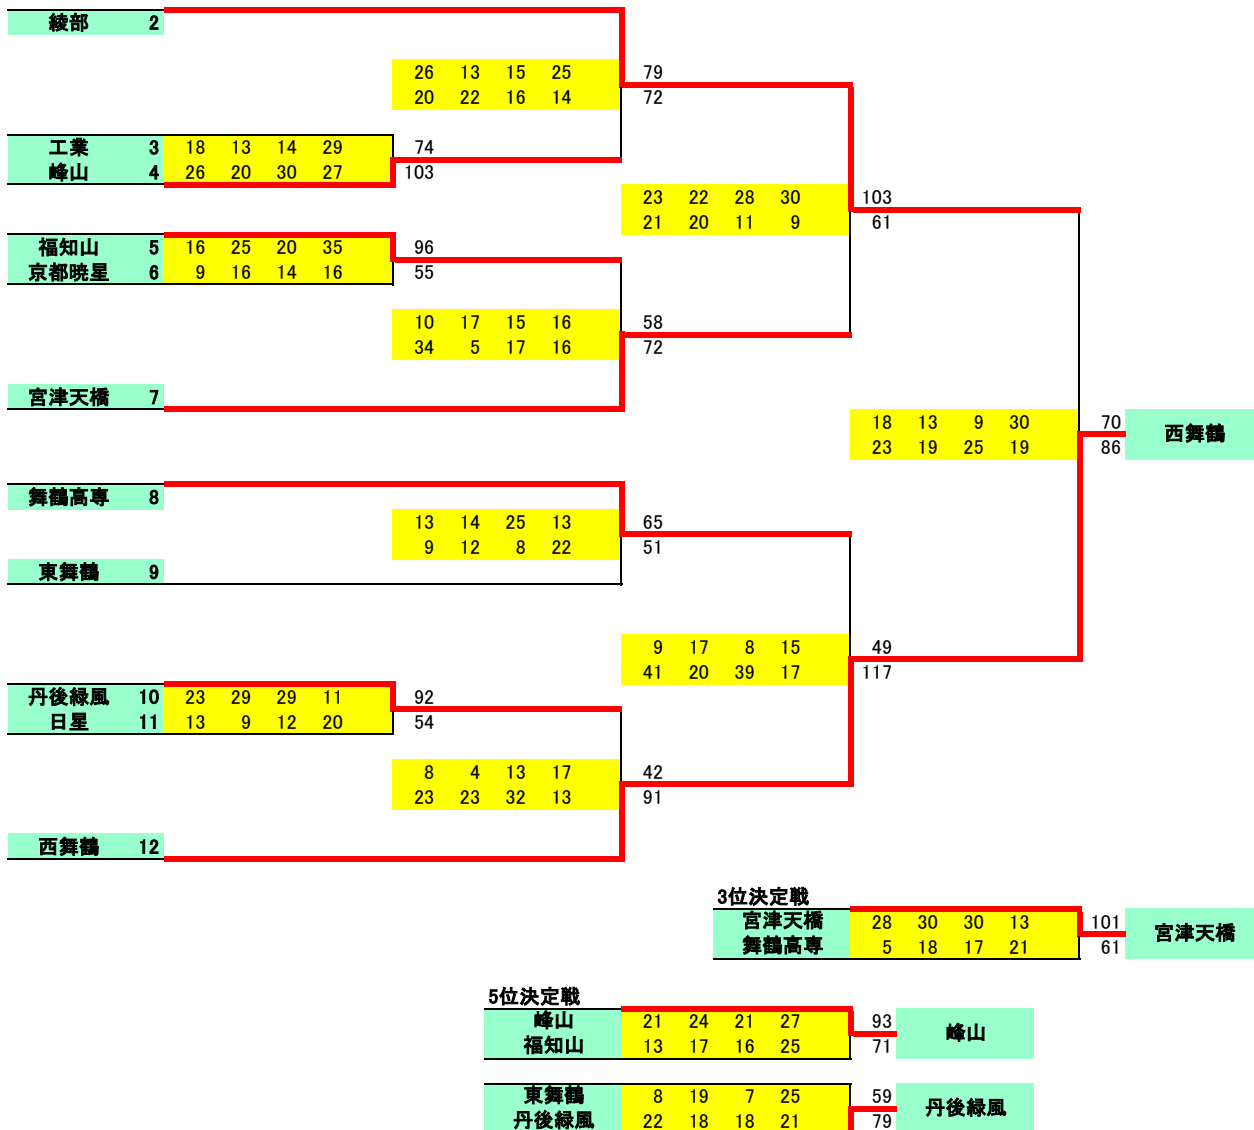 綾部 2
26 13 15 25 79
20 22 16 14 72
工業 3 18 13 14 29 74
峰山 4 26 20 30 27 103
23 22 28 30 103
21 20 11 9 61
福知山 5 16 25 20 35 96
京都暁星 6 9 16 14 16 55
10 17 15 16 58
34 5 17 16 72
宮津天橋 7
18 13 9 30 70
23 19 25 19 86
西舞鶴
舞鶴高専 8
13 14 25 13 65
9 12 8 22 51
東舞鶴 9
9 17 8 15 49
41 20 39 17 117
丹後緑風 10 23 29 29 11 92
日星 11 13 9 12 20 54
8 4 13 17 42
23 23 32 13 91
西舞鶴 12
3位決定戦
宮津天橋 28 30 30 13 101
舞鶴高専 5 18 17 21 61
宮津天橋
5位決定戦
峰山 21 24 21 27 93
福知山 13 17 16 25 71
峰山
東舞鶴 8 19 7 25 59
丹後緑風 22 18 18 21 79
丹後緑風